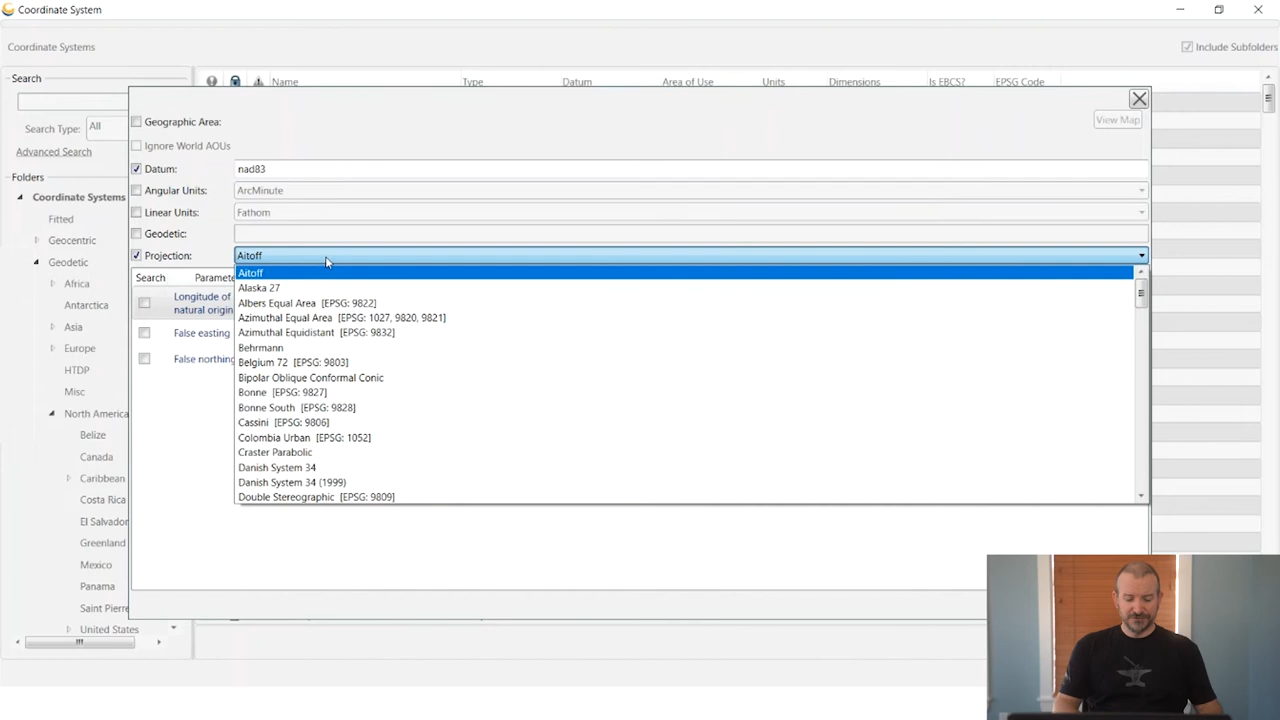 Coordinate System
Coordinate Systems
Include Subfolders
Search
Name Type Datum Area of Use Units Dimensions Is EBCS? EPSG Code
Search Type: All
Advanced Search
Folders
Coordinate Systems
Fitted
Geocentric
Geodetic
Africa
Antarctica
Asia
Europe
HTDP
Misc
North America
Belize
Canada
Caribbean
Costa Rica
El Salvador
Greenland
Mexico
Panama
Saint Pierre
United States
Geographic Area:
View Map
Ignore World AOUs
Datum: nad83
Angular Units: ArcMinute
Linear Units: Fathom
Geodetic:
Projection: Aitoff
Search
Longitude of
natural origin
False easting
False northing
Aitoff
Alaska 27
Albers Equal Area [EPSG: 9822]
Azimuthal Equal Area [EPSG: 1027, 9820, 9821]
Azimuthal Equidistant [EPSG: 9832]
Behrmann
Belgium 72 [EPSG: 9803]
Bipolar Oblique Conformal Conic
Bonne [EPSG: 9827]
Bonne South [EPSG: 9828]
Cassini [EPSG: 9806]
Colombia Urban [EPSG: 1052]
Craster Parabolic
Danish System 34
Danish System 34 (1999)
Double Stereographic [EPSG: 9809]